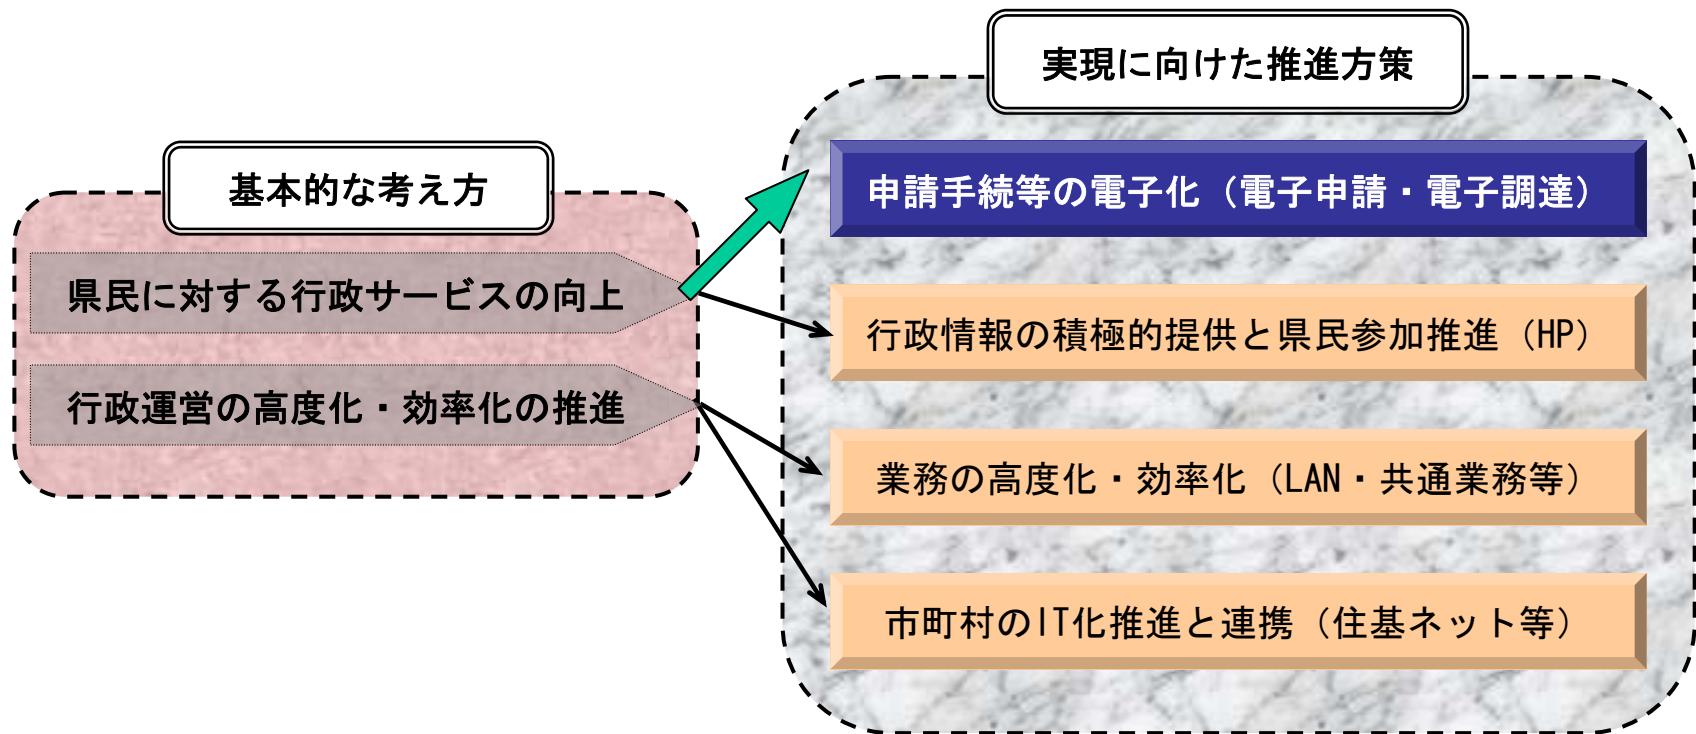 実現に向けた推進方策
基本的な考え方
県民に対する行政サービスの向上
行政運営の高度化・効率化の推進
申請手続等の電子化（電子申請・電子調達）
行政情報の積極的提供と県民参加推進（HP）
業務の高度化・効率化（LAN・共通業務等）
市町村のIT化推進と連携（住基ネット等）